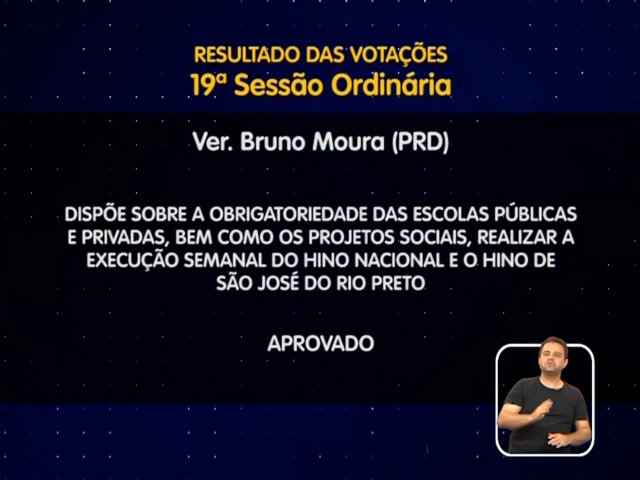 RESULTADO DAS VOTAÇÕES
19ª Sessão Ordinária
Ver. Bruno Moura (PRD)
DISPÕE SOBRE A OBRIGATORIEDADE DAS ESCOLAS PÚBLICAS
E PRIVADAS, BEM COMO OS PROJETOS SOCIAIS, REALIZAR A
EXECUÇÃO SEMANAL DO HINO NACIONAL E O HINO DE
SÃO JOSÉ DO RIO PRETO
APROVADO